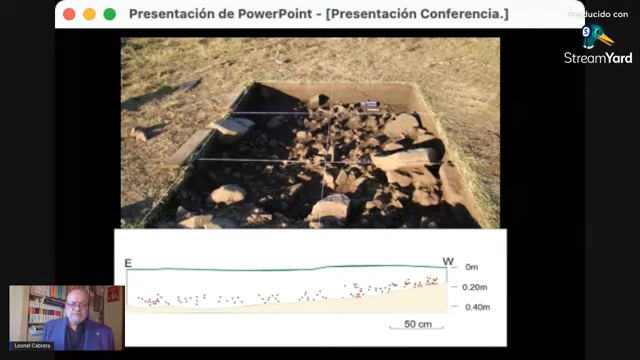 Presentación de PowerPoint - [Presentación Conferencia.]
Producido con
StreamYard
E
W
0m
0.20m
0.40m
50 cm
Leonel Cabrera